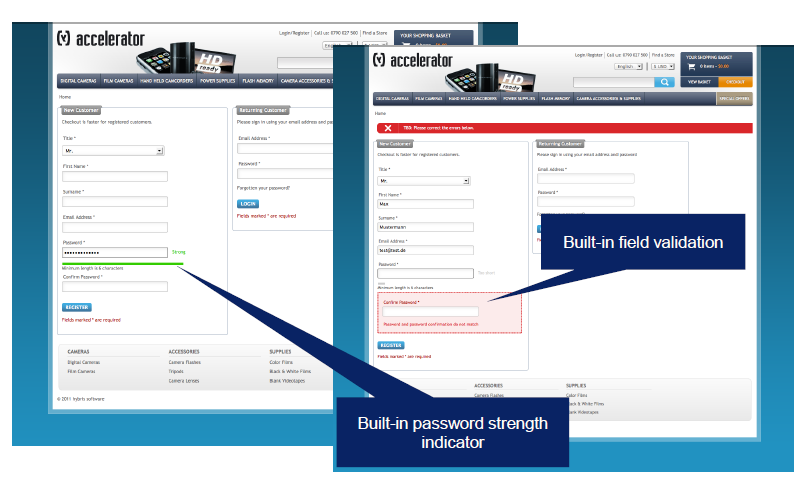 accelerator
HD
ready
Login/Register | Call us: 0790 027 500 | Find a Store
YOUR SHOPPING BASKET
English
DIGITAL CAMERAS FILM CAMERAS HAND HELD CAMCORDERS POWER SUPPLIES FLASH MEMORY CAMERA ACCESSORIES &
Home
New Customer
Checkout is faster for registered customers.
Title *
Mr.
First Name *
Surname *
Email Address *
Password *
Strong
Minimum length is 6 characters
Confirm Password *
REGISTER
Fields marked * are required
Returning Customer
Please sign in using your email address and
Email Address *
Password *
Forgotten your password?
LOGIN
Fields marked * are required
CAMERAS ACCESSORIES SUPPLIES
Digital Cameras Camera Flashes Color Films
Film Cameras Tripods Black & White Films
Camera Lenses Blank Videotapes
© 2011 hybris software
accelerator
HD
ready
Login/Register | Call us: 0790 027 500 | Find a Store
English $ USD
YOUR SHOPPING BASKET
0 items - $0.00
VIEW BASKET CHECKOUT
DIGITAL CAMERAS FILM CAMERAS HAND HELD CAMCORDERS POWER SUPPLIES FLASH MEMORY CAMERA ACCESSORIES & SUPPLIES SPECIAL OFFERS
Home
TBD: Please correct the errors below.
New Customer
Checkout is faster for registered customers.
Title *
Mr.
First Name *
Max
Surname *
Mustermann
Email Address *
test@test.de
Password *
Too short
Minimum length is 6 characters
Confirm Password *
Password and password confirmation do not match
REGISTER
Fields marked * are required
Returning Customer
Please sign in using your email address and password
Email Address *
Password *
ACCESSORIES SUPPLIES
Camera Flashes Color Films
Black & White Films
Blank Videotapes
Built-in field validation
Built-in password strength
indicator